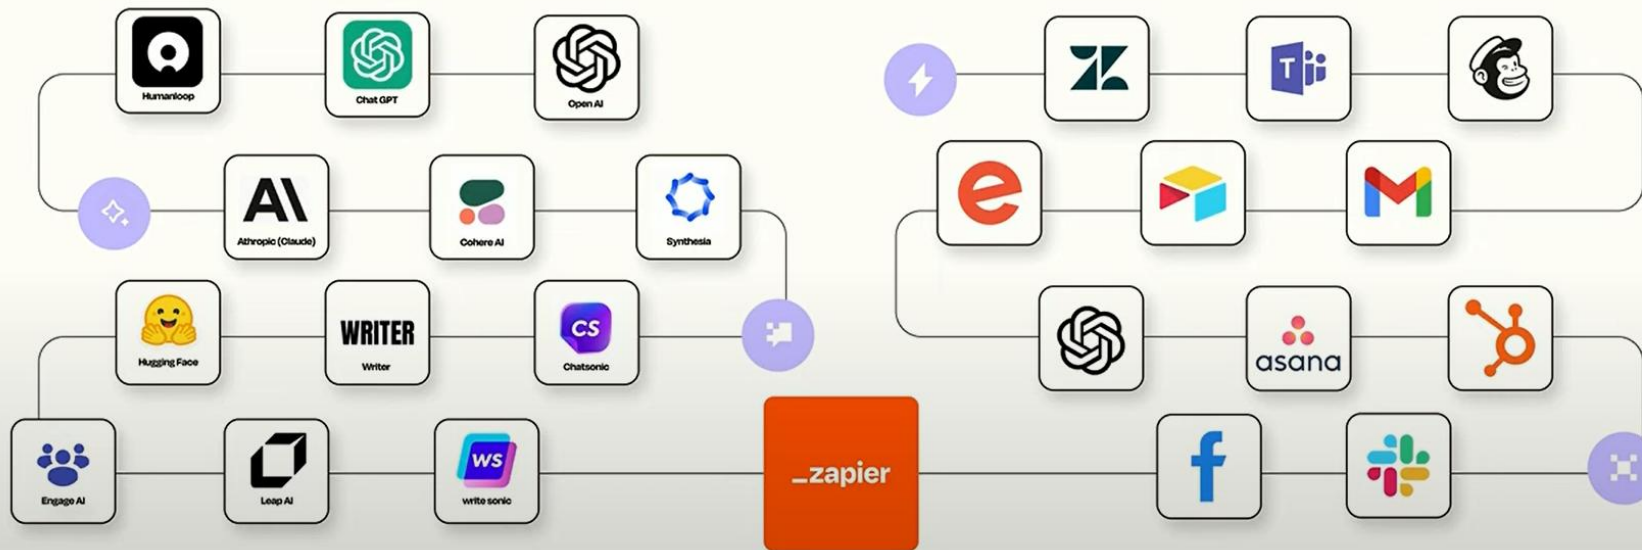 Humanloop
Chat GPT
Open AI
T
A\
Athropic (Claude)
Cohere AI
Synthesia
e
M
Hugging Face
WRITER
Writer
CS
Chatsonic
asana
Engage AI
Leap AI
WS
write sonic
_zapier
f